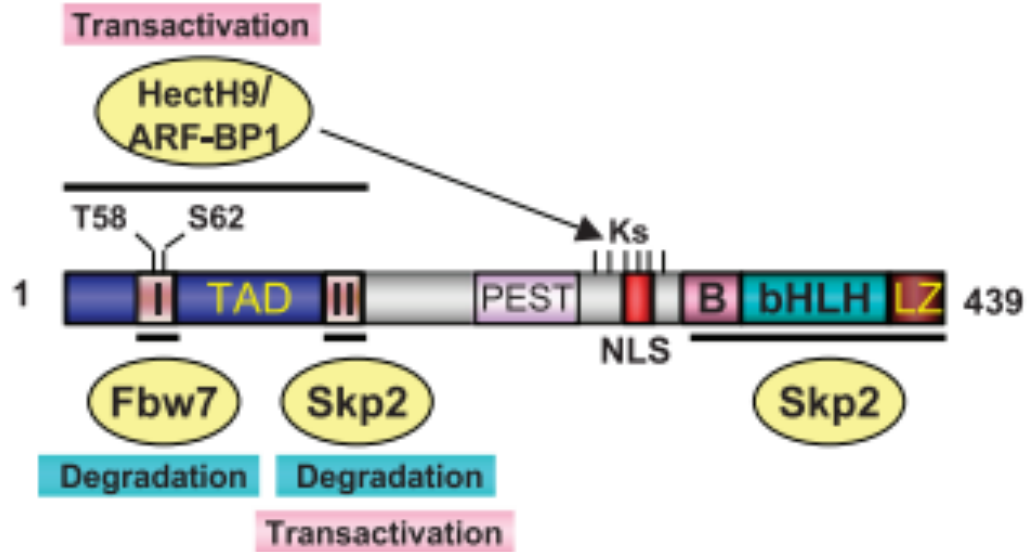 Transactivation
HectH9/
ARF-BP1
T58 S62 Ks
1 I TAD II PEST B bHLH LZ 439
NLS
Fbw7 Skp2 Skp2
Degradation Degradation
Transactivation